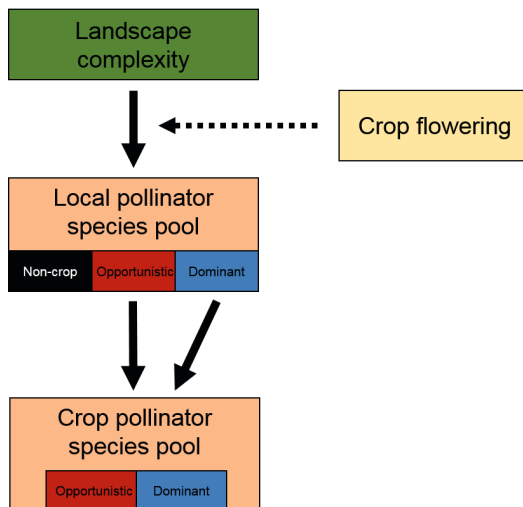 Landscape
complexity
Crop flowering
Local pollinator
species pool
Non-crop
Opportunistic
Dominant
Crop pollinator
species pool
Opportunistic
Dominant